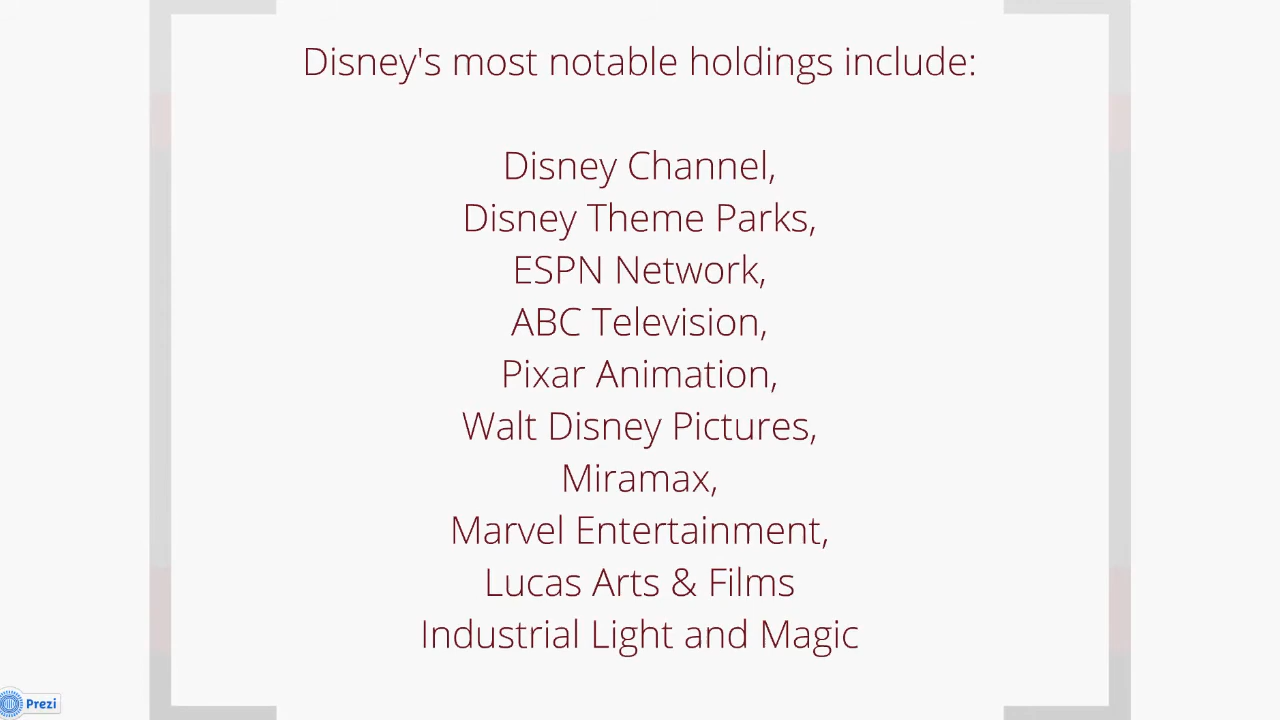 Disney's most notable holdings include:
Disney Channel,
Disney Theme Parks,
ESPN Network,
ABC Television,
Pixar Animation,
Walt Disney Pictures,
Miramax,
Marvel Entertainment,
Lucas Arts & Films
Industrial Light and Magic
Prezi